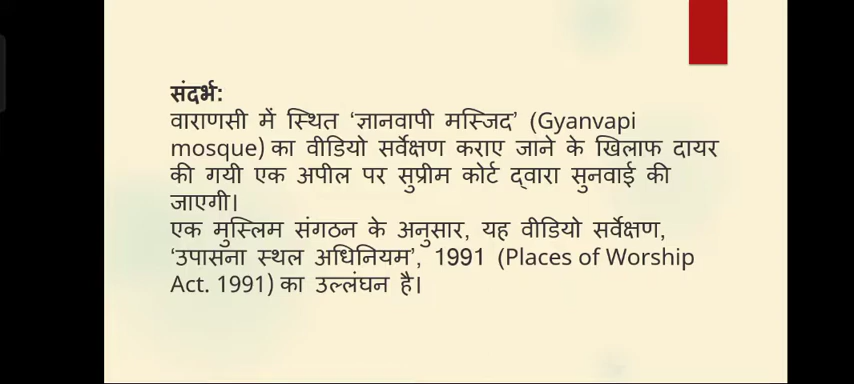 संदर्भ:
वाराणसी में स्थित ‘ज्ञानवापी मस्जिद’ (Gyanvapi
mosque) का वीडियो सर्वेक्षण कराए जाने के खिलाफ दायर
की गयी एक अपील पर सुप्रीम कोर्ट द्वारा सुनवाई की
जाएगी।
एक मुस्लिम संगठन के अनुसार, यह वीडियो सर्वेक्षण,
‘उपासना स्थल अधिनियम’, 1991 (Places of Worship
Act. 1991) का उल्लंघन है।